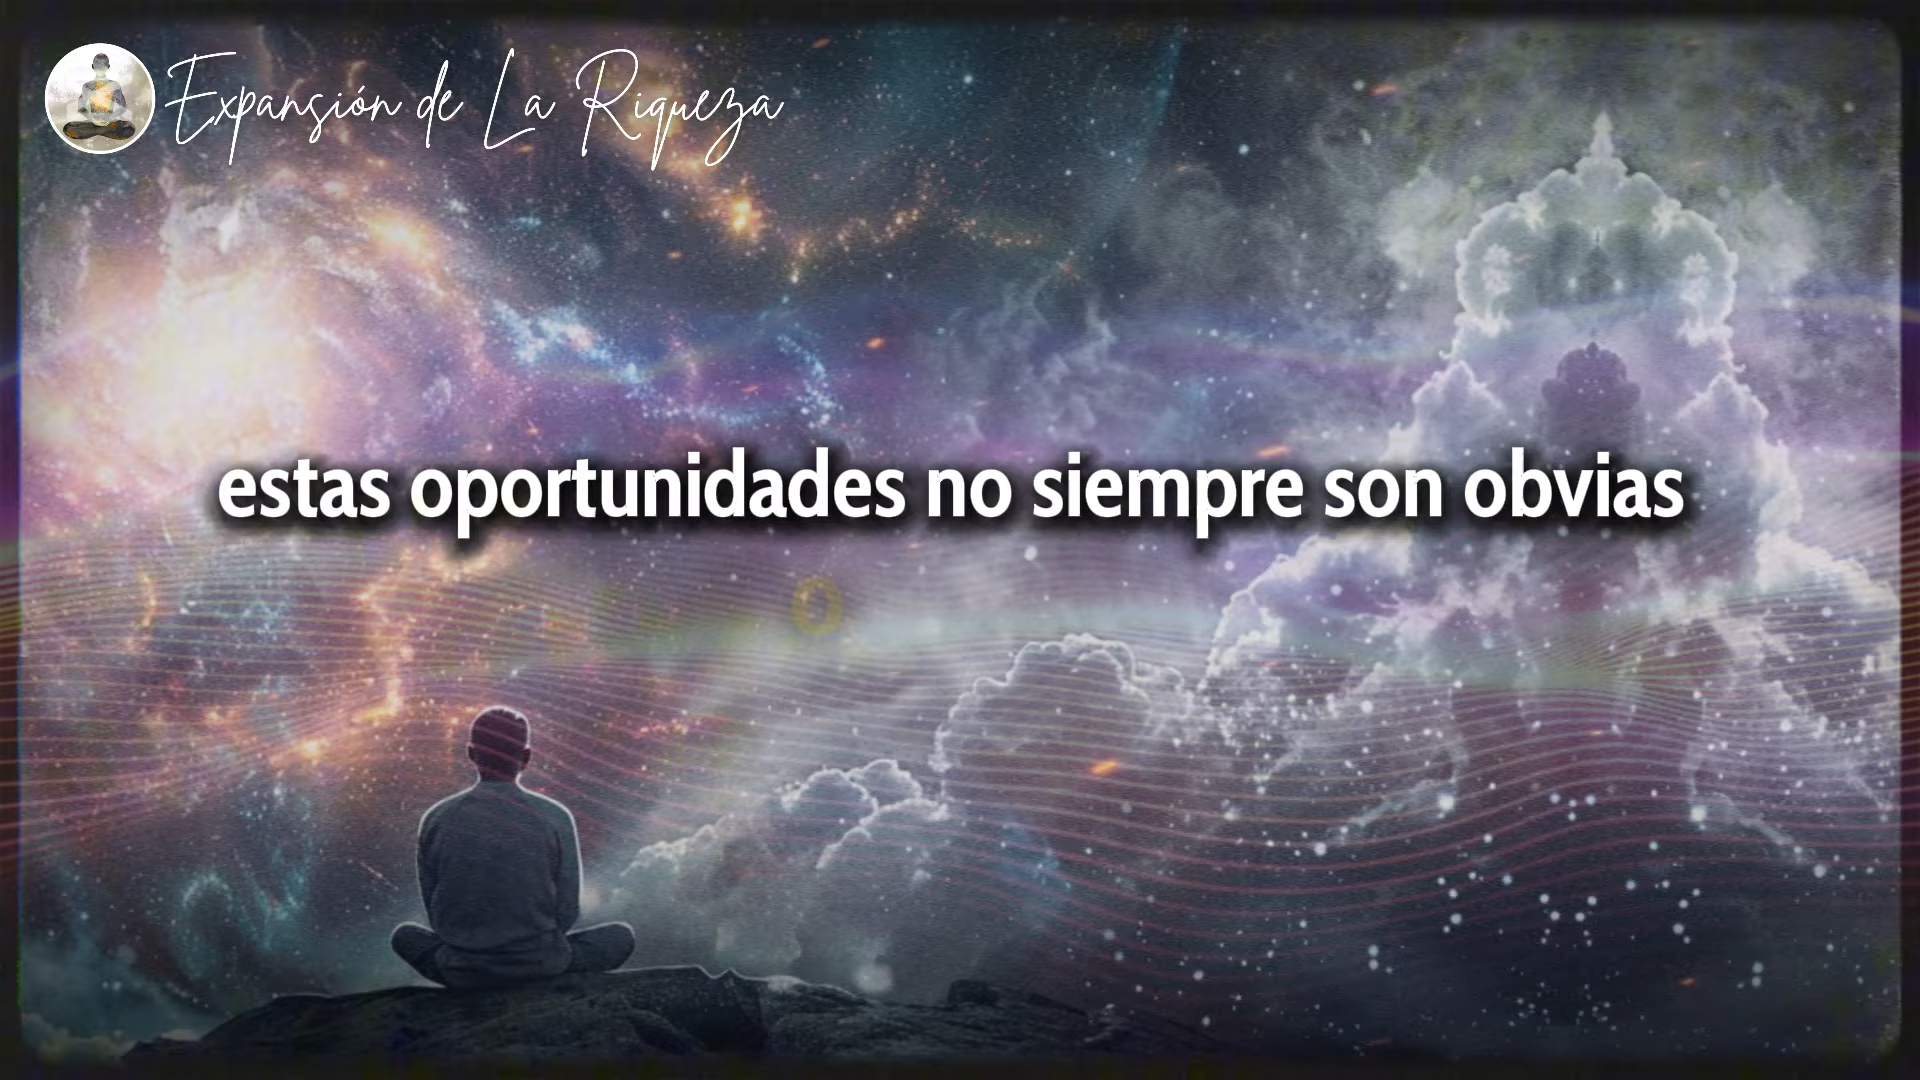 Expansión de La Riqueza
estas oportunidades no siempre son obvias